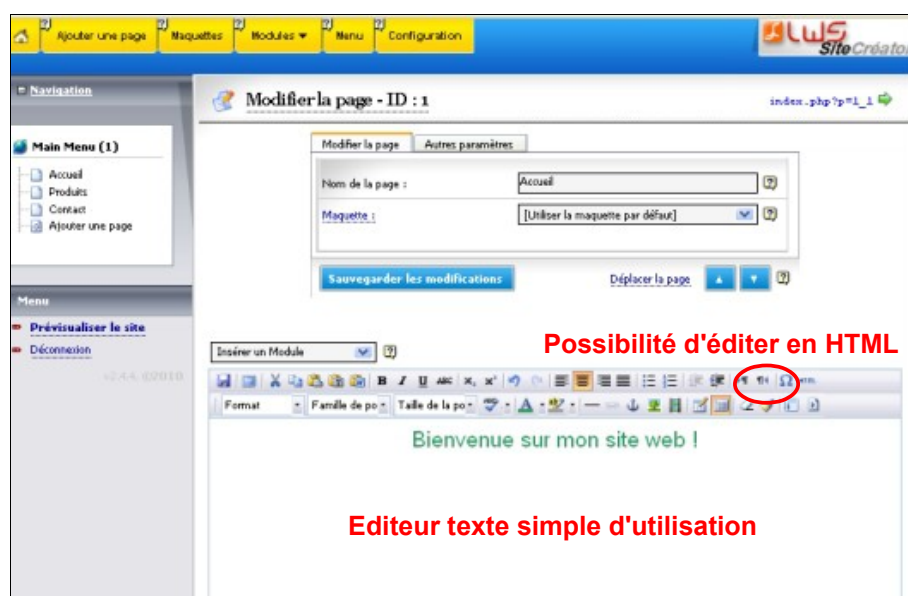 Ajouter une page
Maquettes
Modules
Menu
Configuration
LWS
SiteCréator
Navigation
Modifier la page - ID : 1
index.php?p=1_1
Main Menu (1)
Accueil
Produits
Contact
Ajouter une page
Modifier la page
Autres paramètres
Nom de la page :
Accueil
Maquette :
[Utiliser la maquette par défaut]
Sauvegarder les modifications
Déplacer la page
Menu
Prévisualiser le site
Déconnexion
v2.4.4, ©2010
Insérer un Module
Possibilité d'éditer en HTML
Format
Famille de po
Taille de la po
Bienvenue sur mon site web !
Editeur texte simple d'utilisation